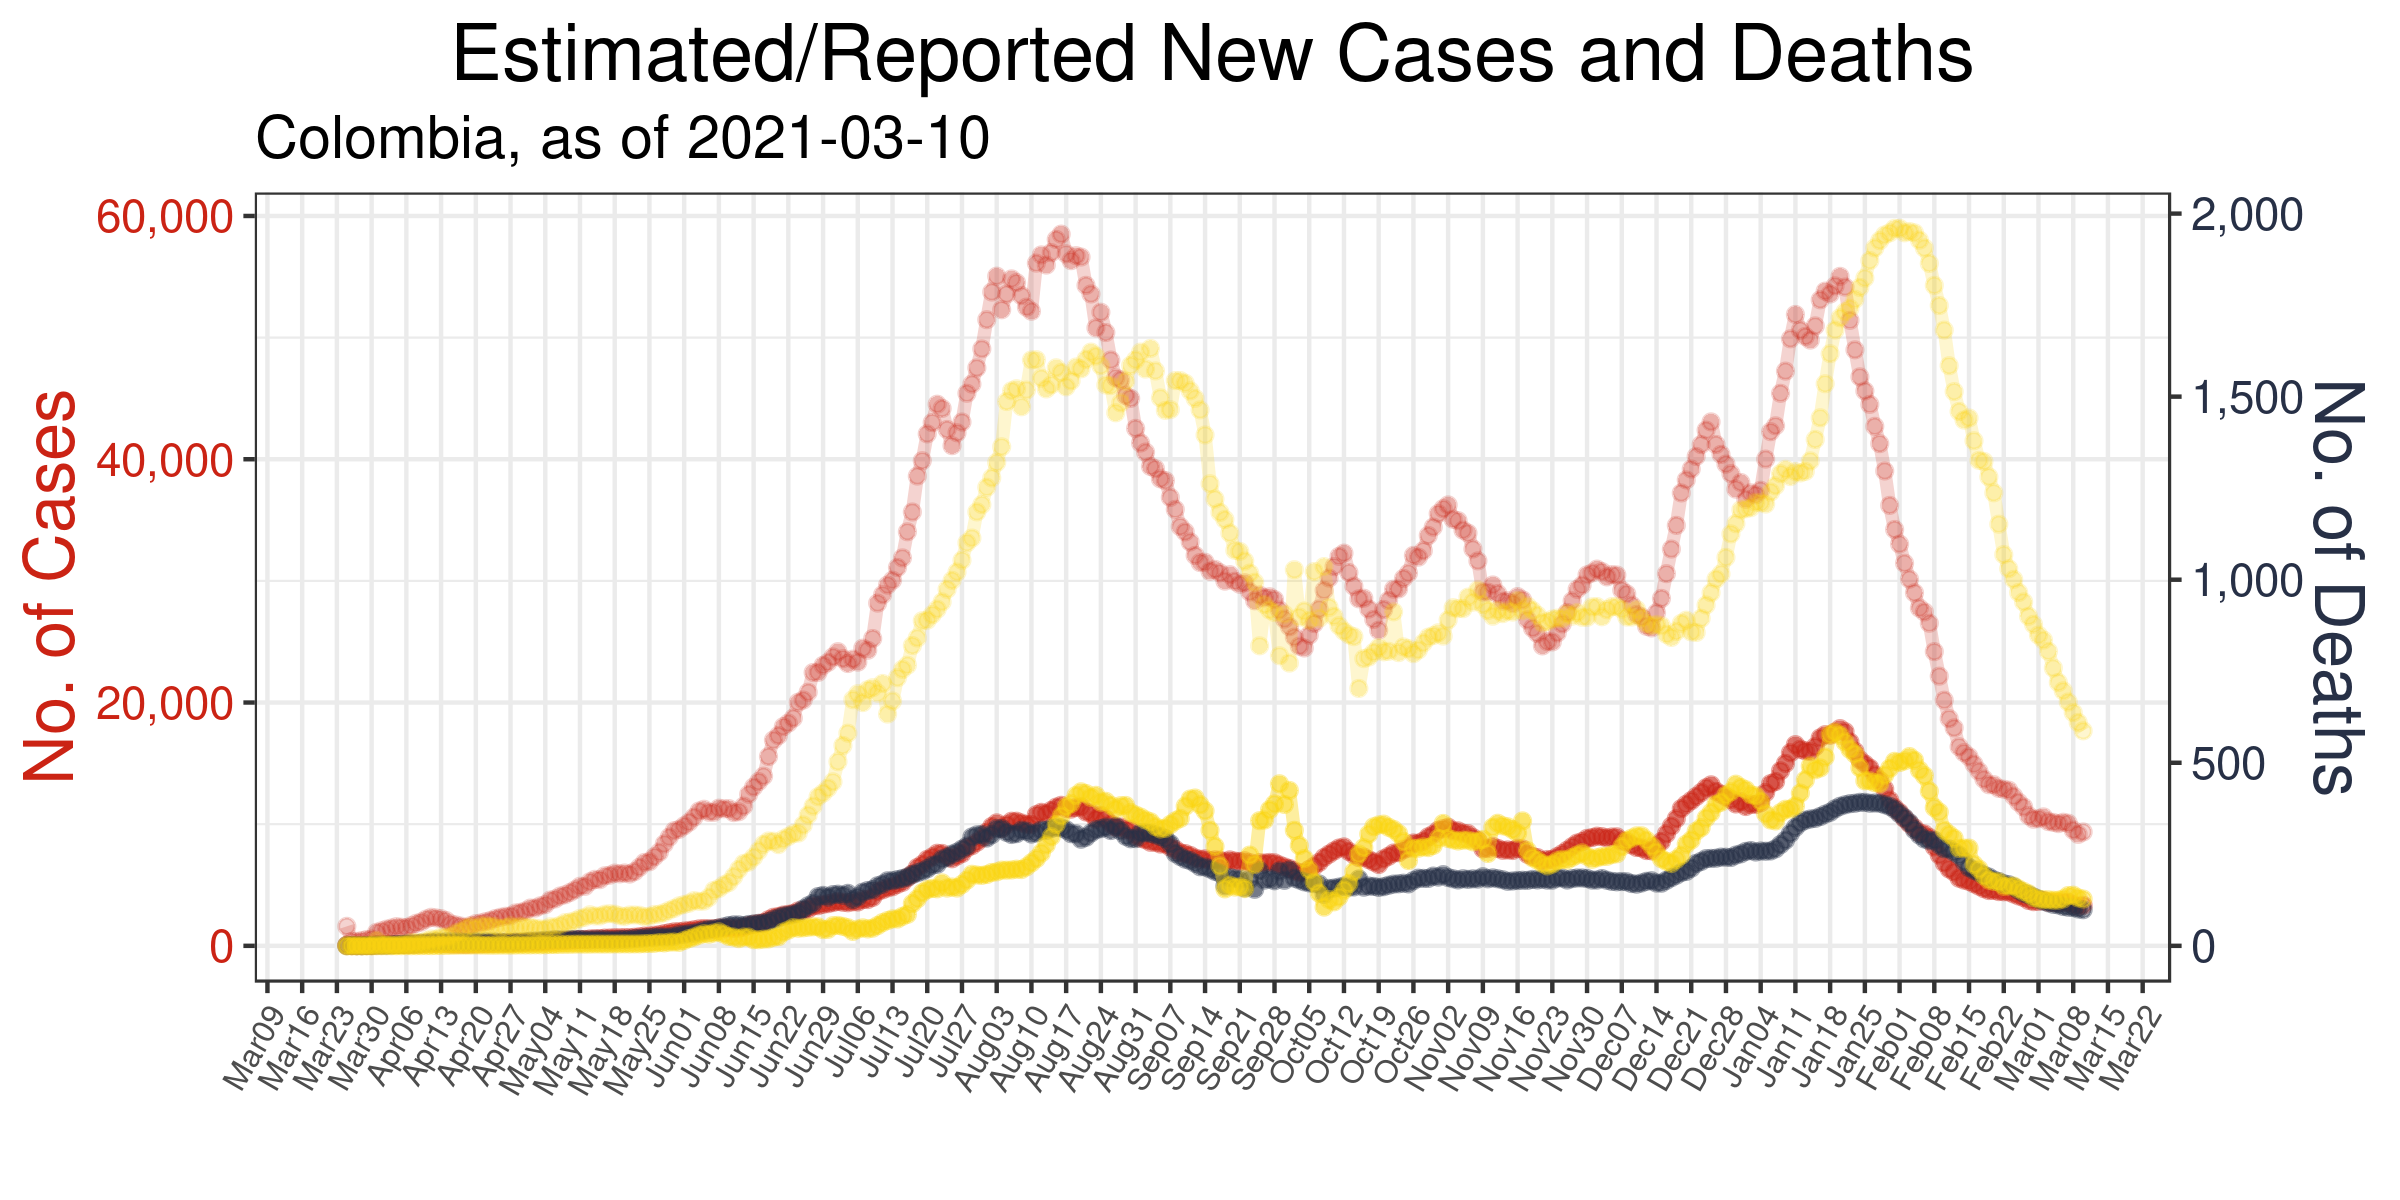 Estimated/Reported New Cases and Deaths
Colombia, as of 2021-03-10
No. of Cases
60,000
40,000
20,000
0
2,000
1,500
1,000
500
0
No. of Deaths
Mar09
Mar16
Mar23
Mar30
Apr06
Apr13
Apr20
Apr27
May04
May11
May18
May25
Jun01
Jun08
Jun15
Jun22
Jun29
Jul06
Jul13
Jul20
Jul27
Aug03
Aug10
Aug17
Aug24
Aug31
Sep07
Sep14
Sep21
Sep28
Oct05
Oct12
Oct19
Oct26
Nov02
Nov09
Nov16
Nov23
Nov30
Dec07
Dec14
Dec21
Dec28
Jan04
Jan11
Jan18
Jan25
Feb01
Feb08
Feb15
Feb22
Mar01
Mar08
Mar15
Mar22